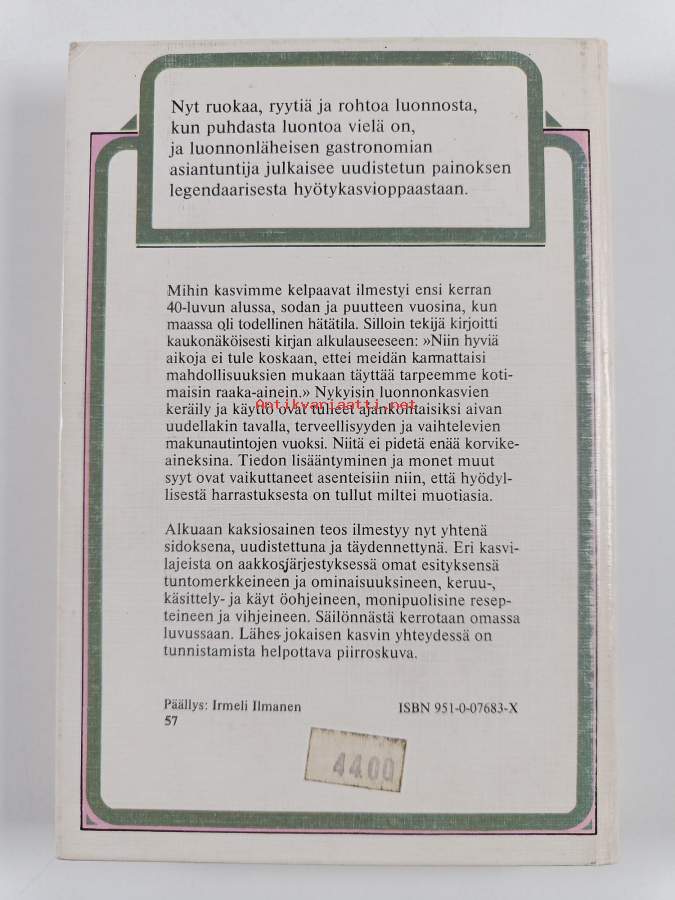 Nyt ruokaa, ryytiä ja rohtoa luonnosta,
kun puhdasta luontoa vielä on,
ja luonnonläheisen gastronomian
asiantuntija julkaisee uudistetun painoksen
legendaarisesta hyötykasvioppaastaan.
Mihin kasvimme kelpaavat ilmestyi ensi kerran
40-luvun alussa, sodan ja puutteen vuosina, kun
maassa oli todellinen hätätila. Silloin tekijä kirjoitti
kaukonäköisesti kirjan alkulauseeseen: »Niin hyviä
aikoja ei tule koskaan, ettei meidän kannattaisi
mahdollisuuksien mukaan täyttää tarpeemme koti-
maisin raaka-ainein.» Nykyisin luonnonkasvien
keräily ja käyttö ovat tulleet ajankohtaisiksi aivan
Antikvariaatti.net
uudellakin tavalla, terveellisyyden ja vaihtelevien
makunautintojen vuoksi. Niitä ei pidetä enää korvike-
aineksina. Tiedon lisääntyminen ja monet muut
syyt ovat vaikuttaneet asenteisiin niin, että hyödyl-
lisestä harrastuksesta on tullut miltei muotiasia.
Alkuaan kaksiosainen teos ilmestyy nyt yhtenä
sidoksena, uudistettuna ja täydennettynä. Eri kasvi-
lajeista on aakkosjärjestyksessä omat esityksensä
tuntomerkkeineen ja ominaisuuksineen, keruu-,
käsittely- ja käyt öohjeineen, monipuolisine resep-
teineen ja vihjeineen. Säilönnästä kerrotaan omassa
luvussaan. Lähes jokaisen kasvin yhteydessä on
tunnistamista helpottava piirroskuva.
Päällys: Irmeli Ilmanen ISBN 951-0-07683-X
57
44.00